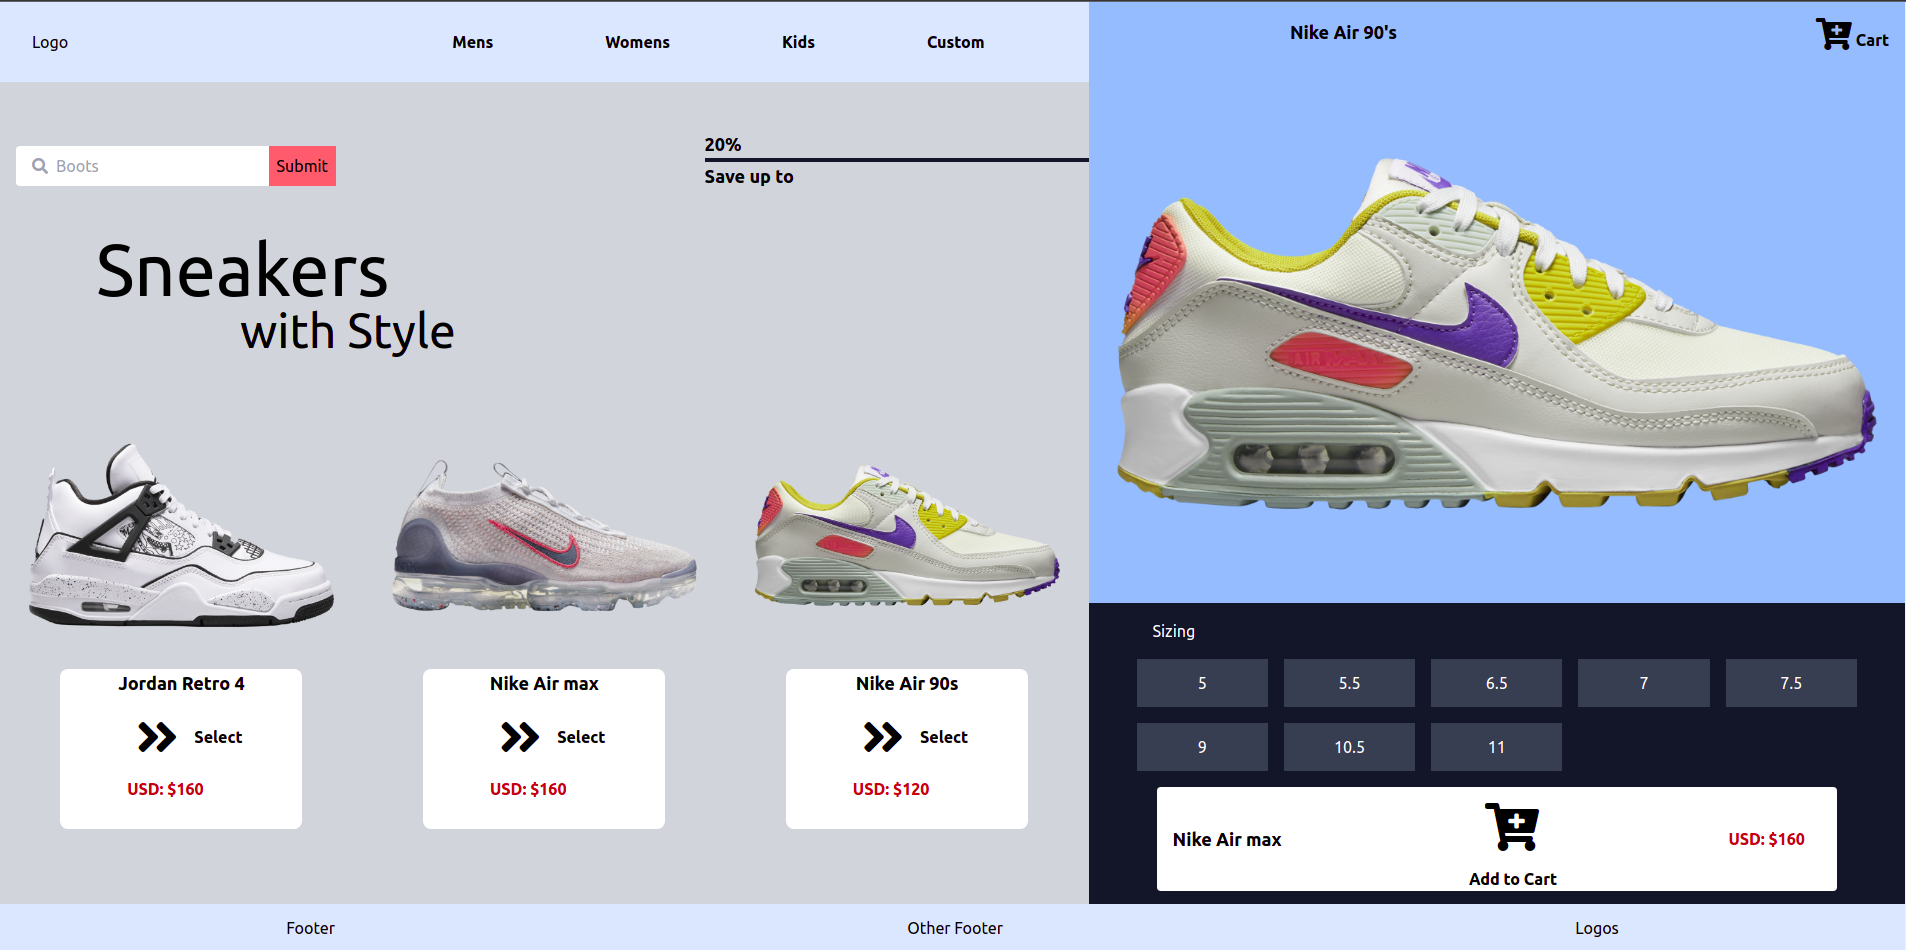 Logo
Mens
Womens
Kids
Custom
Nike Air 90's
Cart
Boots
Submit
20%
Save up to
Sneakers
with Style
AIR
Jordan Retro 4
Select
USD: $160
Nike Air max
Select
USD: $160
Nike Air 90s
Select
USD: $120
Sizing
5
5.5
6.5
7
7.5
9
10.5
11
Nike Air max
Add to Cart
USD: $160
Footer
Other Footer
Logos